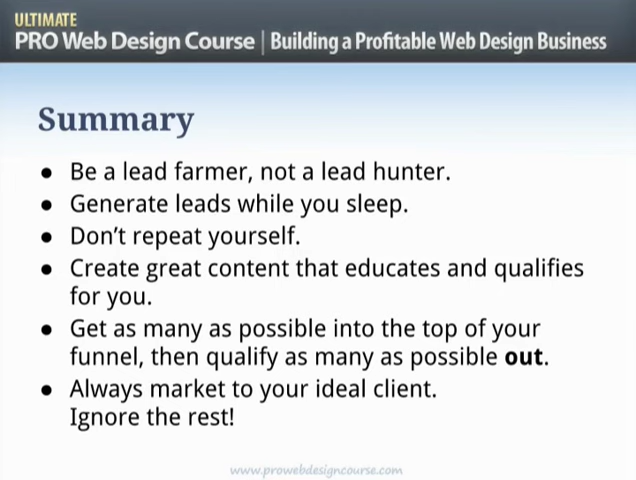 ULTIMATE
PRO Web Design Course | Building a Profitable Web Design Business
Summary
● Be a lead farmer, not a lead hunter.
● Generate leads while you sleep.
● Don't repeat yourself.
● Create great content that educates and qualifies
for you.
● Get as many as possible into the top of your
funnel, then qualify as many as possible out.
● Always market to your ideal client.
Ignore the rest!
www.prowebdesigncourse.com